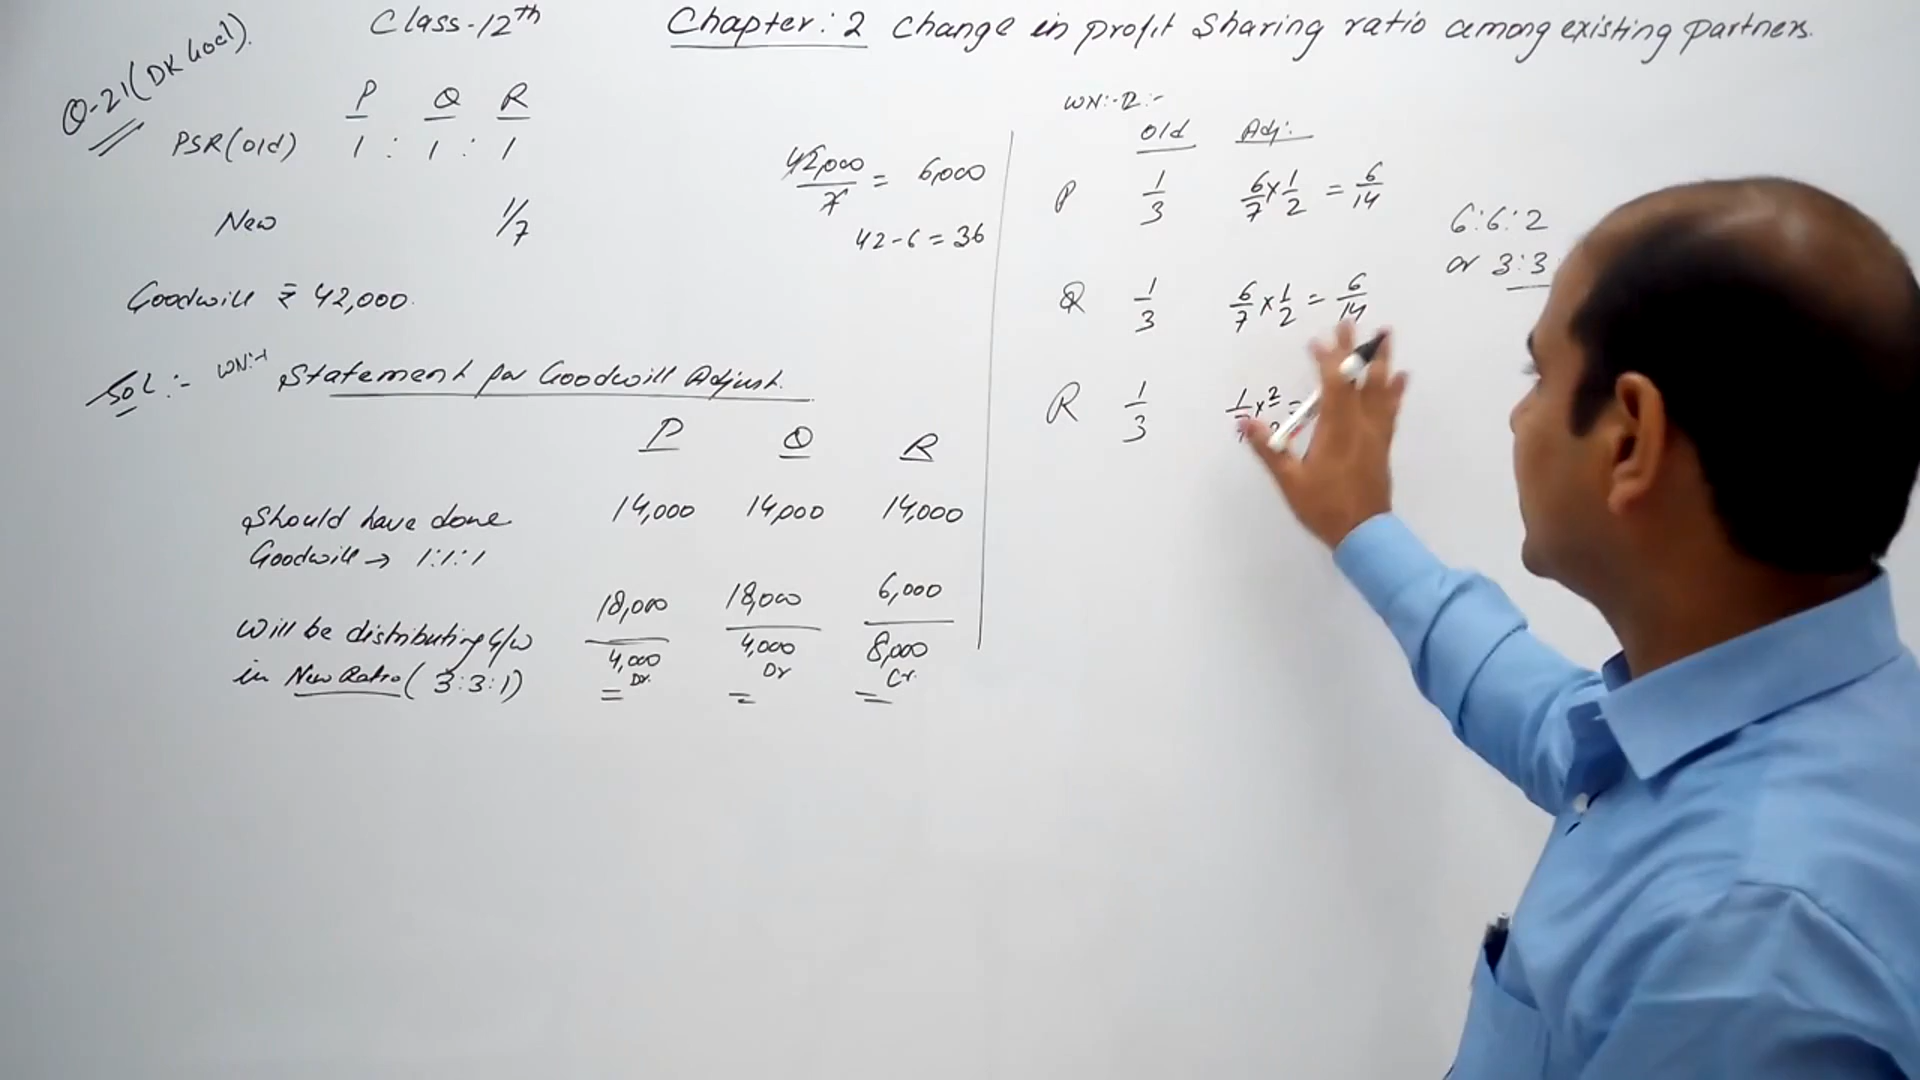 Class-12th
Chapter: 2 Change in profit Sharing ratio among existing partners.
Q-21 (DK Goel).
P Q R
PSR (old) 1 : 1 : 1
New 1/7
Goodwill ₹ 42,000.
42,000/7 = 6,000
42-6 = 36
Sol:- WN:-1 Statement for Goodwill Adjust.
P Q R
Should have done 14,000 14,000 14,000
Goodwill → 1:1:1
Will be distributing G/W 18,000 18,000 6,000
in New Ratio (3:3:1) 4,000 Dr. 4,000 Dr 8,000 Cr.
WN:-2:-
Old Adj:
P 1/3 6/7 x 1/2 = 6/14
Q 1/3 6/7 x 1/2 = 6/14
R 1/3 1/7 x 2/2 =
6:6:2
or 3:3: